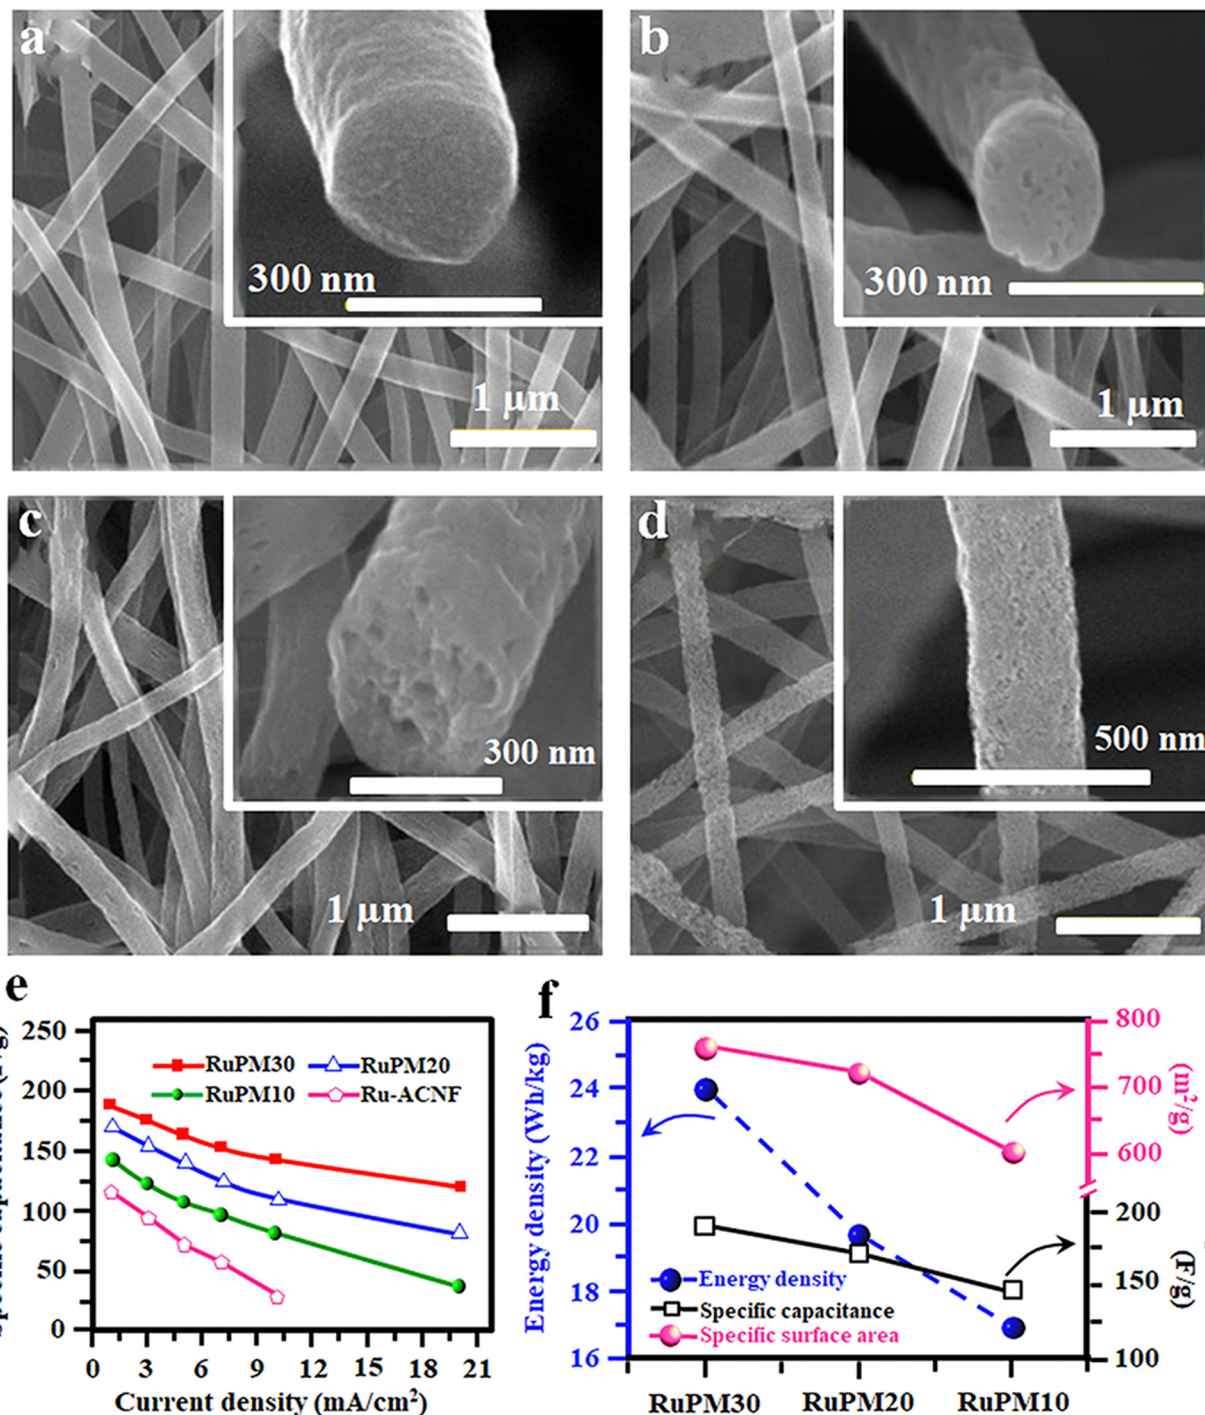 a
300 nm
1 µm
b
300 nm
1 µm
c
300 nm
1 µm
d
500 nm
1 µm
e
250
200
150
100
50
0
RuPM30
RuPM20
RuPM10
Ru-ACNF
0 3 6 9 12 15 18 21
Current density (mA/cm²)
f
Energy density (Wh/kg)
26
24
22
20
18
16
Energy density
Specific capacitance
Specific surface area
800
700
600
(m²/g)
200
150
100
(F/g)
RuPM30 RuPM20 RuPM10